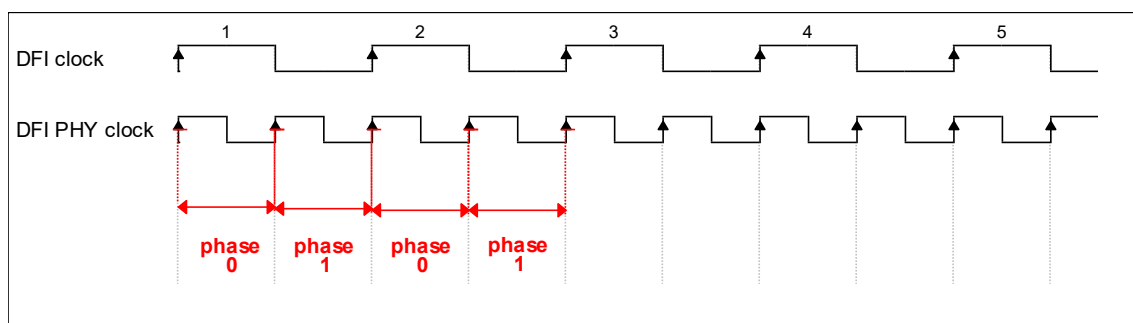 1 2 3 4 5
DFI clock
DFI PHY clock
phase phase phase phase
0 1 0 1